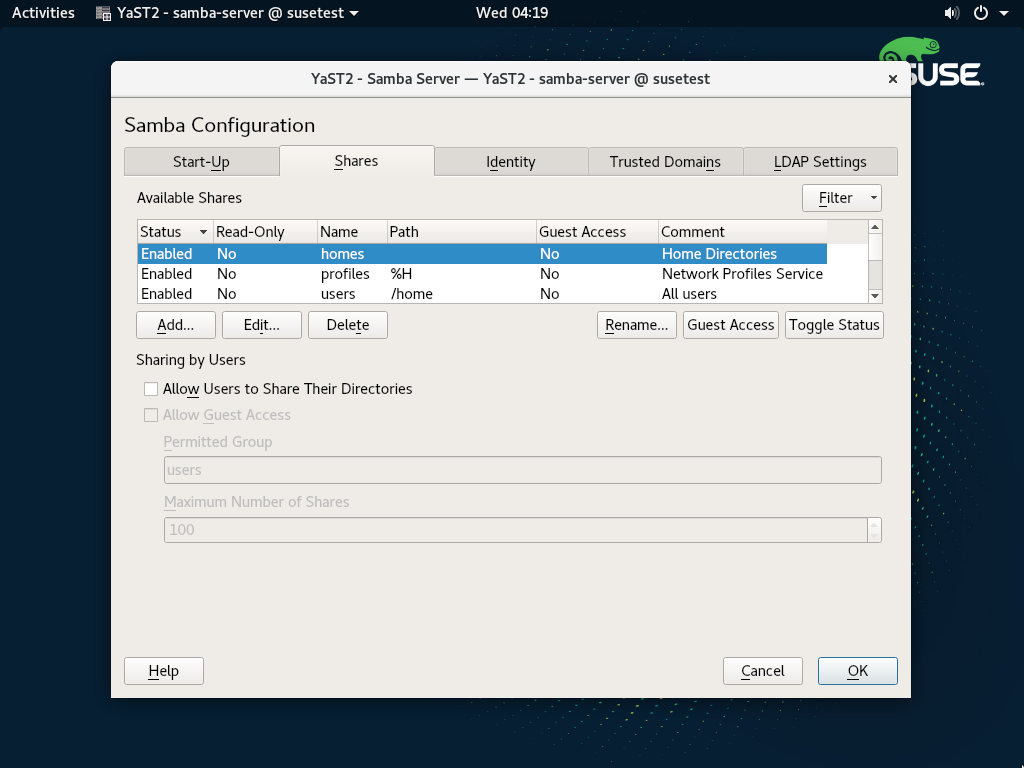 Activities YaST2 - samba-server @ susetest Wed 04:19
SUSE
YaST2 - Samba Server — YaST2 - samba-server @ susetest
Samba Configuration
Start-Up Shares Identity Trusted Domains LDAP Settings
Available Shares Filter
Status Read-Only Name Path Guest Access Comment
Enabled No homes No Home Directories
Enabled No profiles %H No Network Profiles Service
Enabled No users /home No All users
Add... Edit... Delete Rename... Guest Access Toggle Status
Sharing by Users
Allow Users to Share Their Directories
Allow Guest Access
Permitted Group
users
Maximum Number of Shares
100
Help Cancel OK